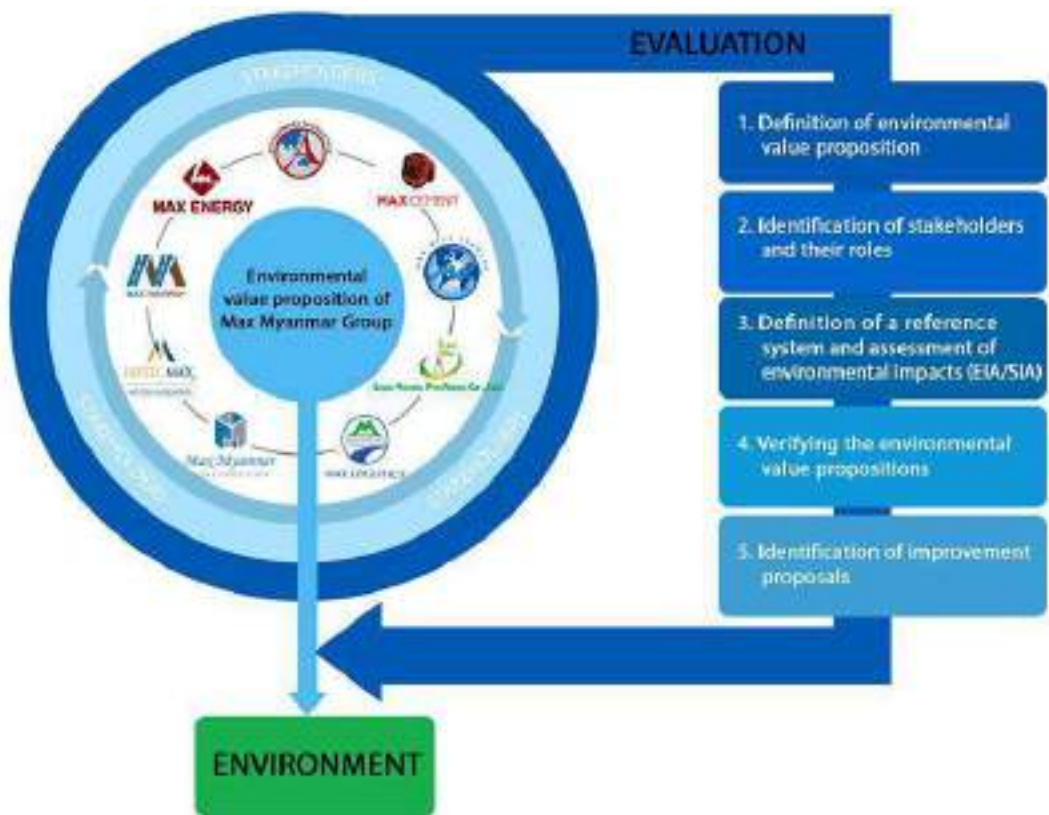 EVALUATION
STAKEHOLDERS
MAX ENERGY
MAX CEMENT
Environmental
value proposition of
Max Myanmar Group
Max Myanmar
MAX LOGISTICS
1. Definition of environmental
value proposition
2. Identification of stakeholders
and their roles
3. Definition of a reference
system and assessment of
environmental impacts (EIA/SIA)
4. Verifying the environmental
value propositions
5. Identification of improvement
proposals
ENVIRONMENT